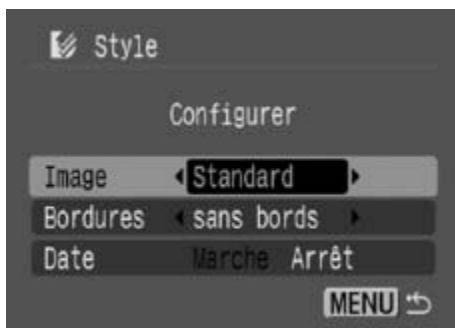 Style
Configurer
Image Standard
Bordures sans bords
Date Marche Arrêt
MENU